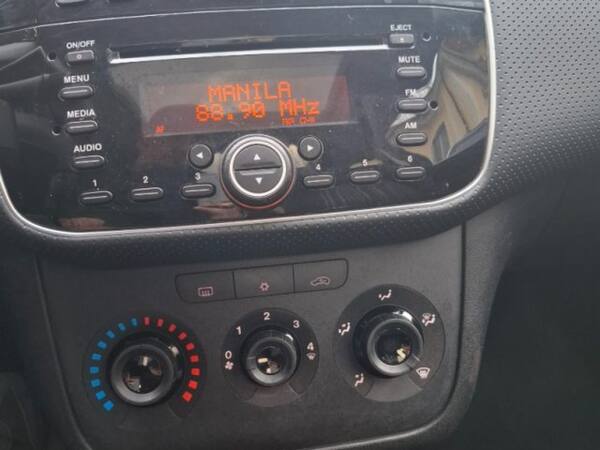 ON/OFF
EJECT
MENU
MUTE
MANILA
88.90 MHz
MEDIA
FM
AF
AUDIO
AM
1 2 3 4 5 6
0 1 2 3 4